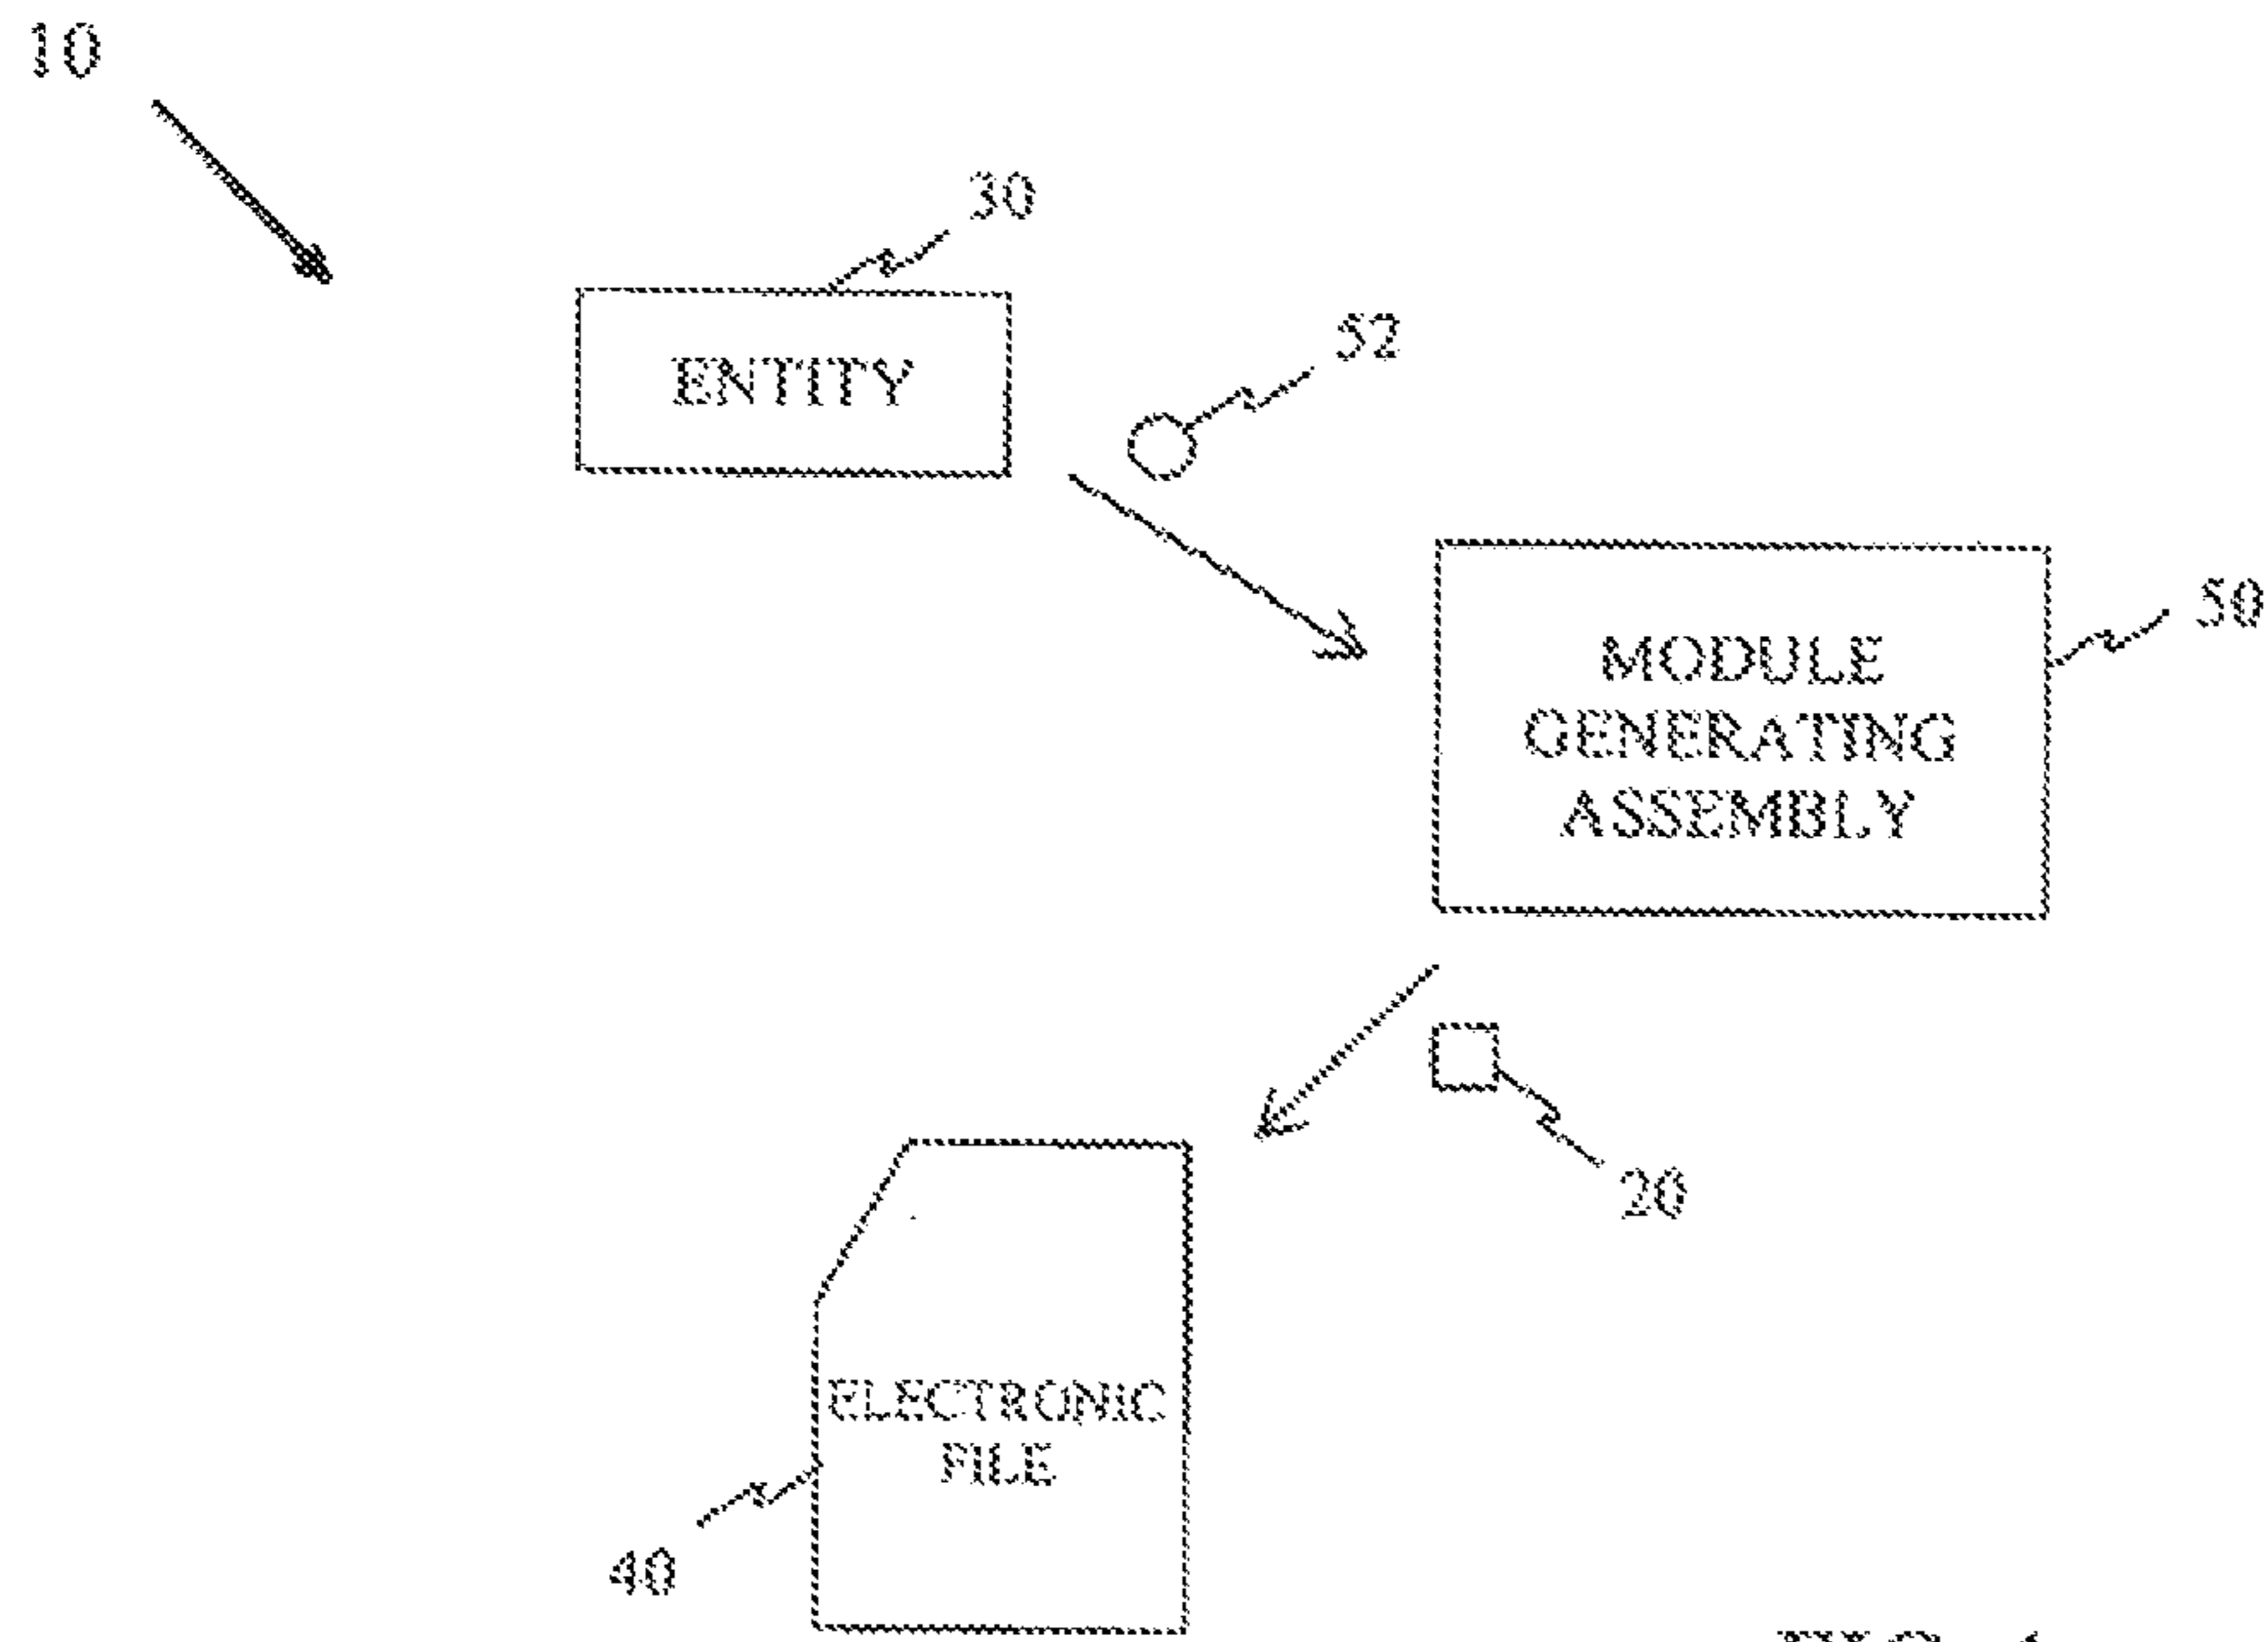 10
30
ENTITY
52
50
MODULE
GENERATING
ASSEMBLY
20
ELECTRONIC
FILE
40